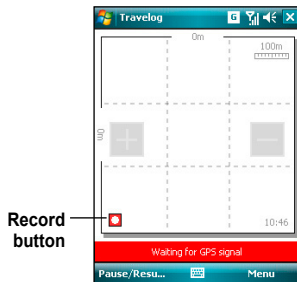 Travelog
G
0m
100m
0m
10:46
Record
button
Waiting for GPS signal
Pause/Resu...
Menu